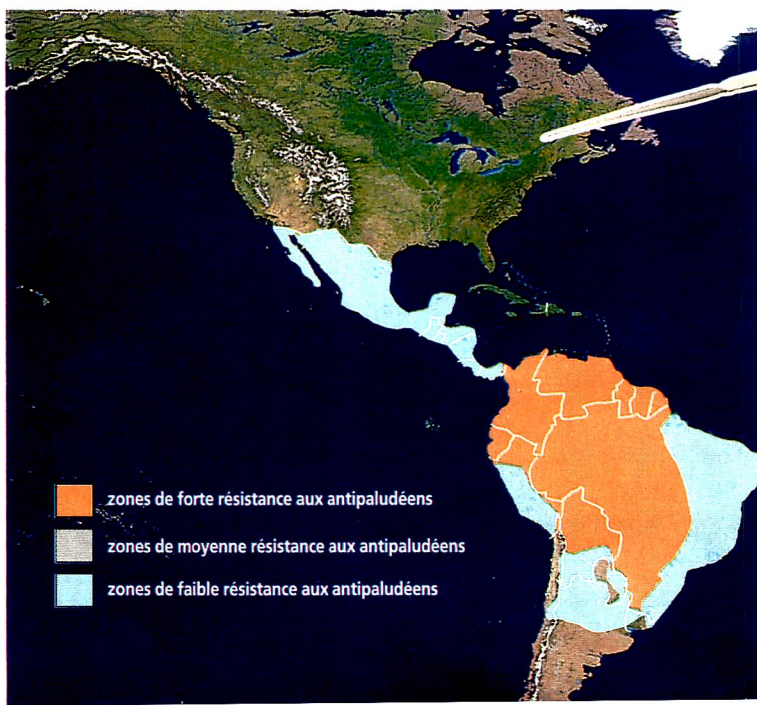 zones de forte résistance aux antipaludéens
zones de moyenne résistance aux antipaludéens
zones de faible résistance aux antipaludéens